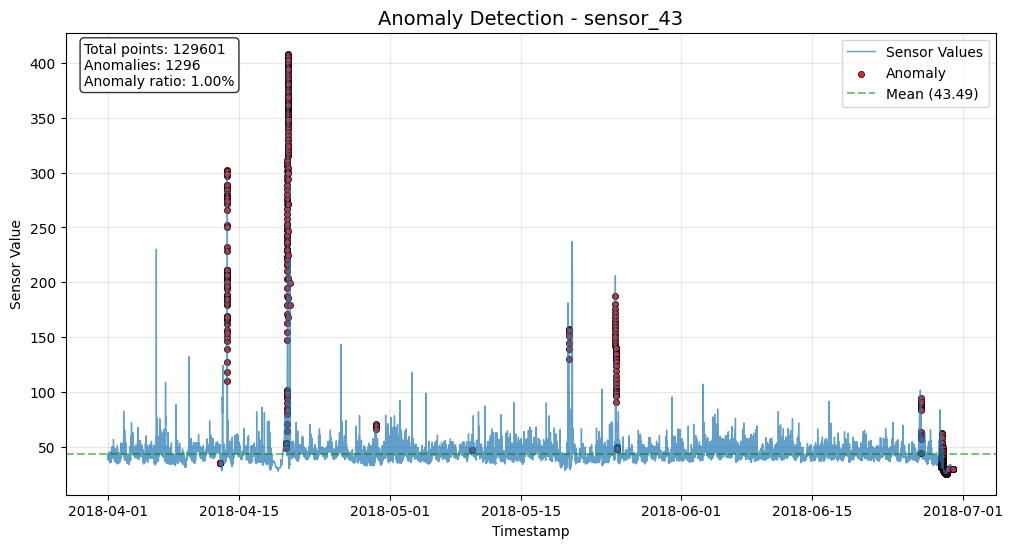 Anomaly Detection - sensor_43
Total points: 129601
Anomalies: 1296
Anomaly ratio: 1.00%
Sensor Values
Anomaly
Mean (43.49)
Sensor Value
400
350
300
250
200
150
100
50
2018-04-01
2018-04-15
2018-05-01
2018-05-15
2018-06-01
2018-06-15
2018-07-01
Timestamp